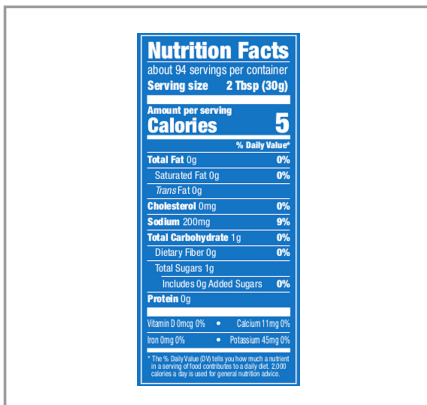 Nutrition Facts
about 94 servings per container
Serving size 2 Tbsp (30g)
Amount per serving
Calories 5
% Daily Value*
Total Fat 0g 0%
Saturated Fat 0g 0%
Trans Fat 0g
Cholesterol 0mg 0%
Sodium 200mg 9%
Total Carbohydrate 1g 0%
Dietary Fiber 0g 0%
Total Sugars 1g
Includes 0g Added Sugars 0%
Protein 0g
Vitamin D 0mcg 0% • Calcium 11mg 0%
Iron 0mg 0% • Potassium 45mg 0%
* The % Daily Value (DV) tells you how much a nutrient
in a serving of food contributes to a daily diet. 2,000
calories a day is used for general nutrition advice.